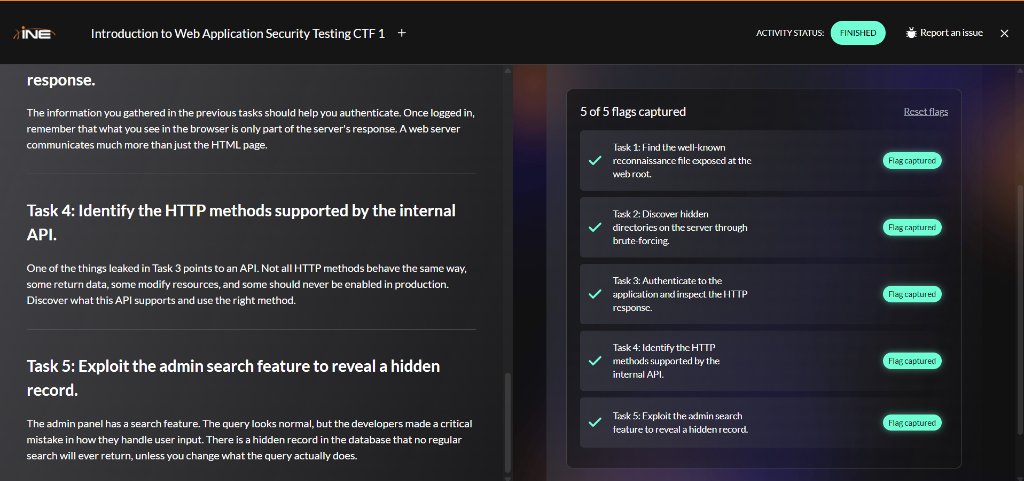 iNE
Introduction to Web Application Security Testing CTF 1 +
ACTIVITY STATUS:
FINISHED
Report an issue
response.
The information you gathered in the previous tasks should help you authenticate. Once logged in,
remember that what you see in the browser is only part of the server's response. A web server
communicates much more than just the HTML page.
Task 4: Identify the HTTP methods supported by the internal
API.
One of the things leaked in Task 3 points to an API. Not all HTTP methods behave the same way,
some return data, some modify resources, and some should never be enabled in production.
Discover what this API supports and use the right method.
Task 5: Exploit the admin search feature to reveal a hidden
record.
The admin panel has a search feature. The query looks normal, but the developers made a critical
mistake in how they handle user input. There is a hidden record in the database that no regular
search will ever return, unless you change what the query actually does.
5 of 5 flags captured
Reset flags
Task 1: Find the well-known
reconnaissance file exposed at the
web root.
Flag captured
Task 2: Discover hidden
directories on the server through
brute-forcing.
Flag captured
Task 3: Authenticate to the
application and inspect the HTTP
response.
Flag captured
Task 4: Identify the HTTP
methods supported by the
internal API.
Flag captured
Task 5: Exploit the admin search
feature to reveal a hidden record.
Flag captured